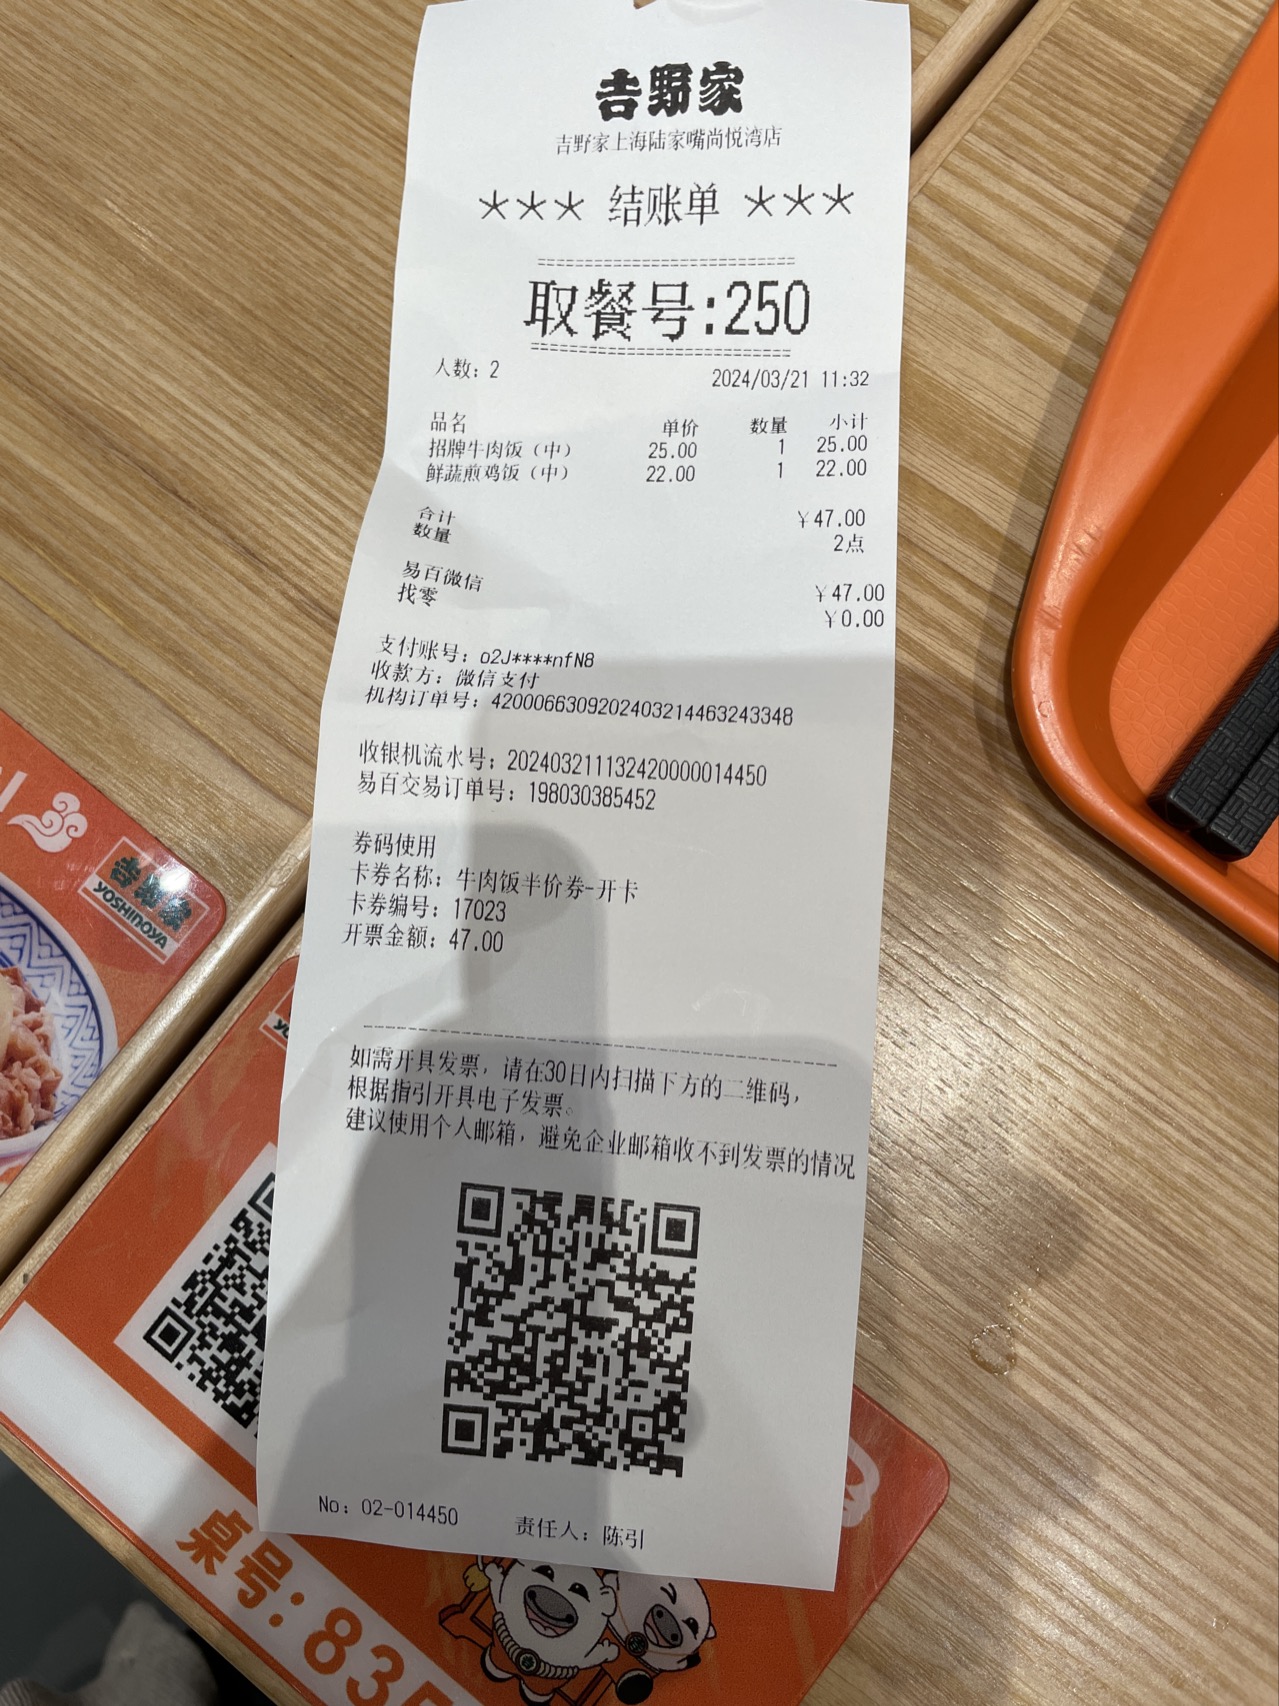 吉野家
吉野家上海陆家嘴尚悦湾店
*** 结账单 ***
取餐号:250
人数: 2 2024/03/21 11:32
品名 单价 数量 小计
招牌牛肉饭（中） 25.00 1 25.00
鲜蔬煎鸡饭（中） 22.00 1 22.00
合计 ￥47.00
数量 2点
易百微信 ￥47.00
找零 ￥0.00
支付账号: o2J****nfN8
收款方: 微信支付
机构订单号: 4200066309202403214463243348
收银机流水号: 2024032111132420000014450
易百交易订单号: 198030385452
券码使用
卡券名称: 牛肉饭半价券-开卡
卡券编号: 17023
开票金额: 47.00
如需开具发票, 请在30日内扫描下方的二维码,
根据指引开具电子发票。
建议使用个人邮箱, 避免企业邮箱收不到发票的情况
No: 02-014450 责任人: 陈引
吉野家
YOSHINOYA
桌号: 83